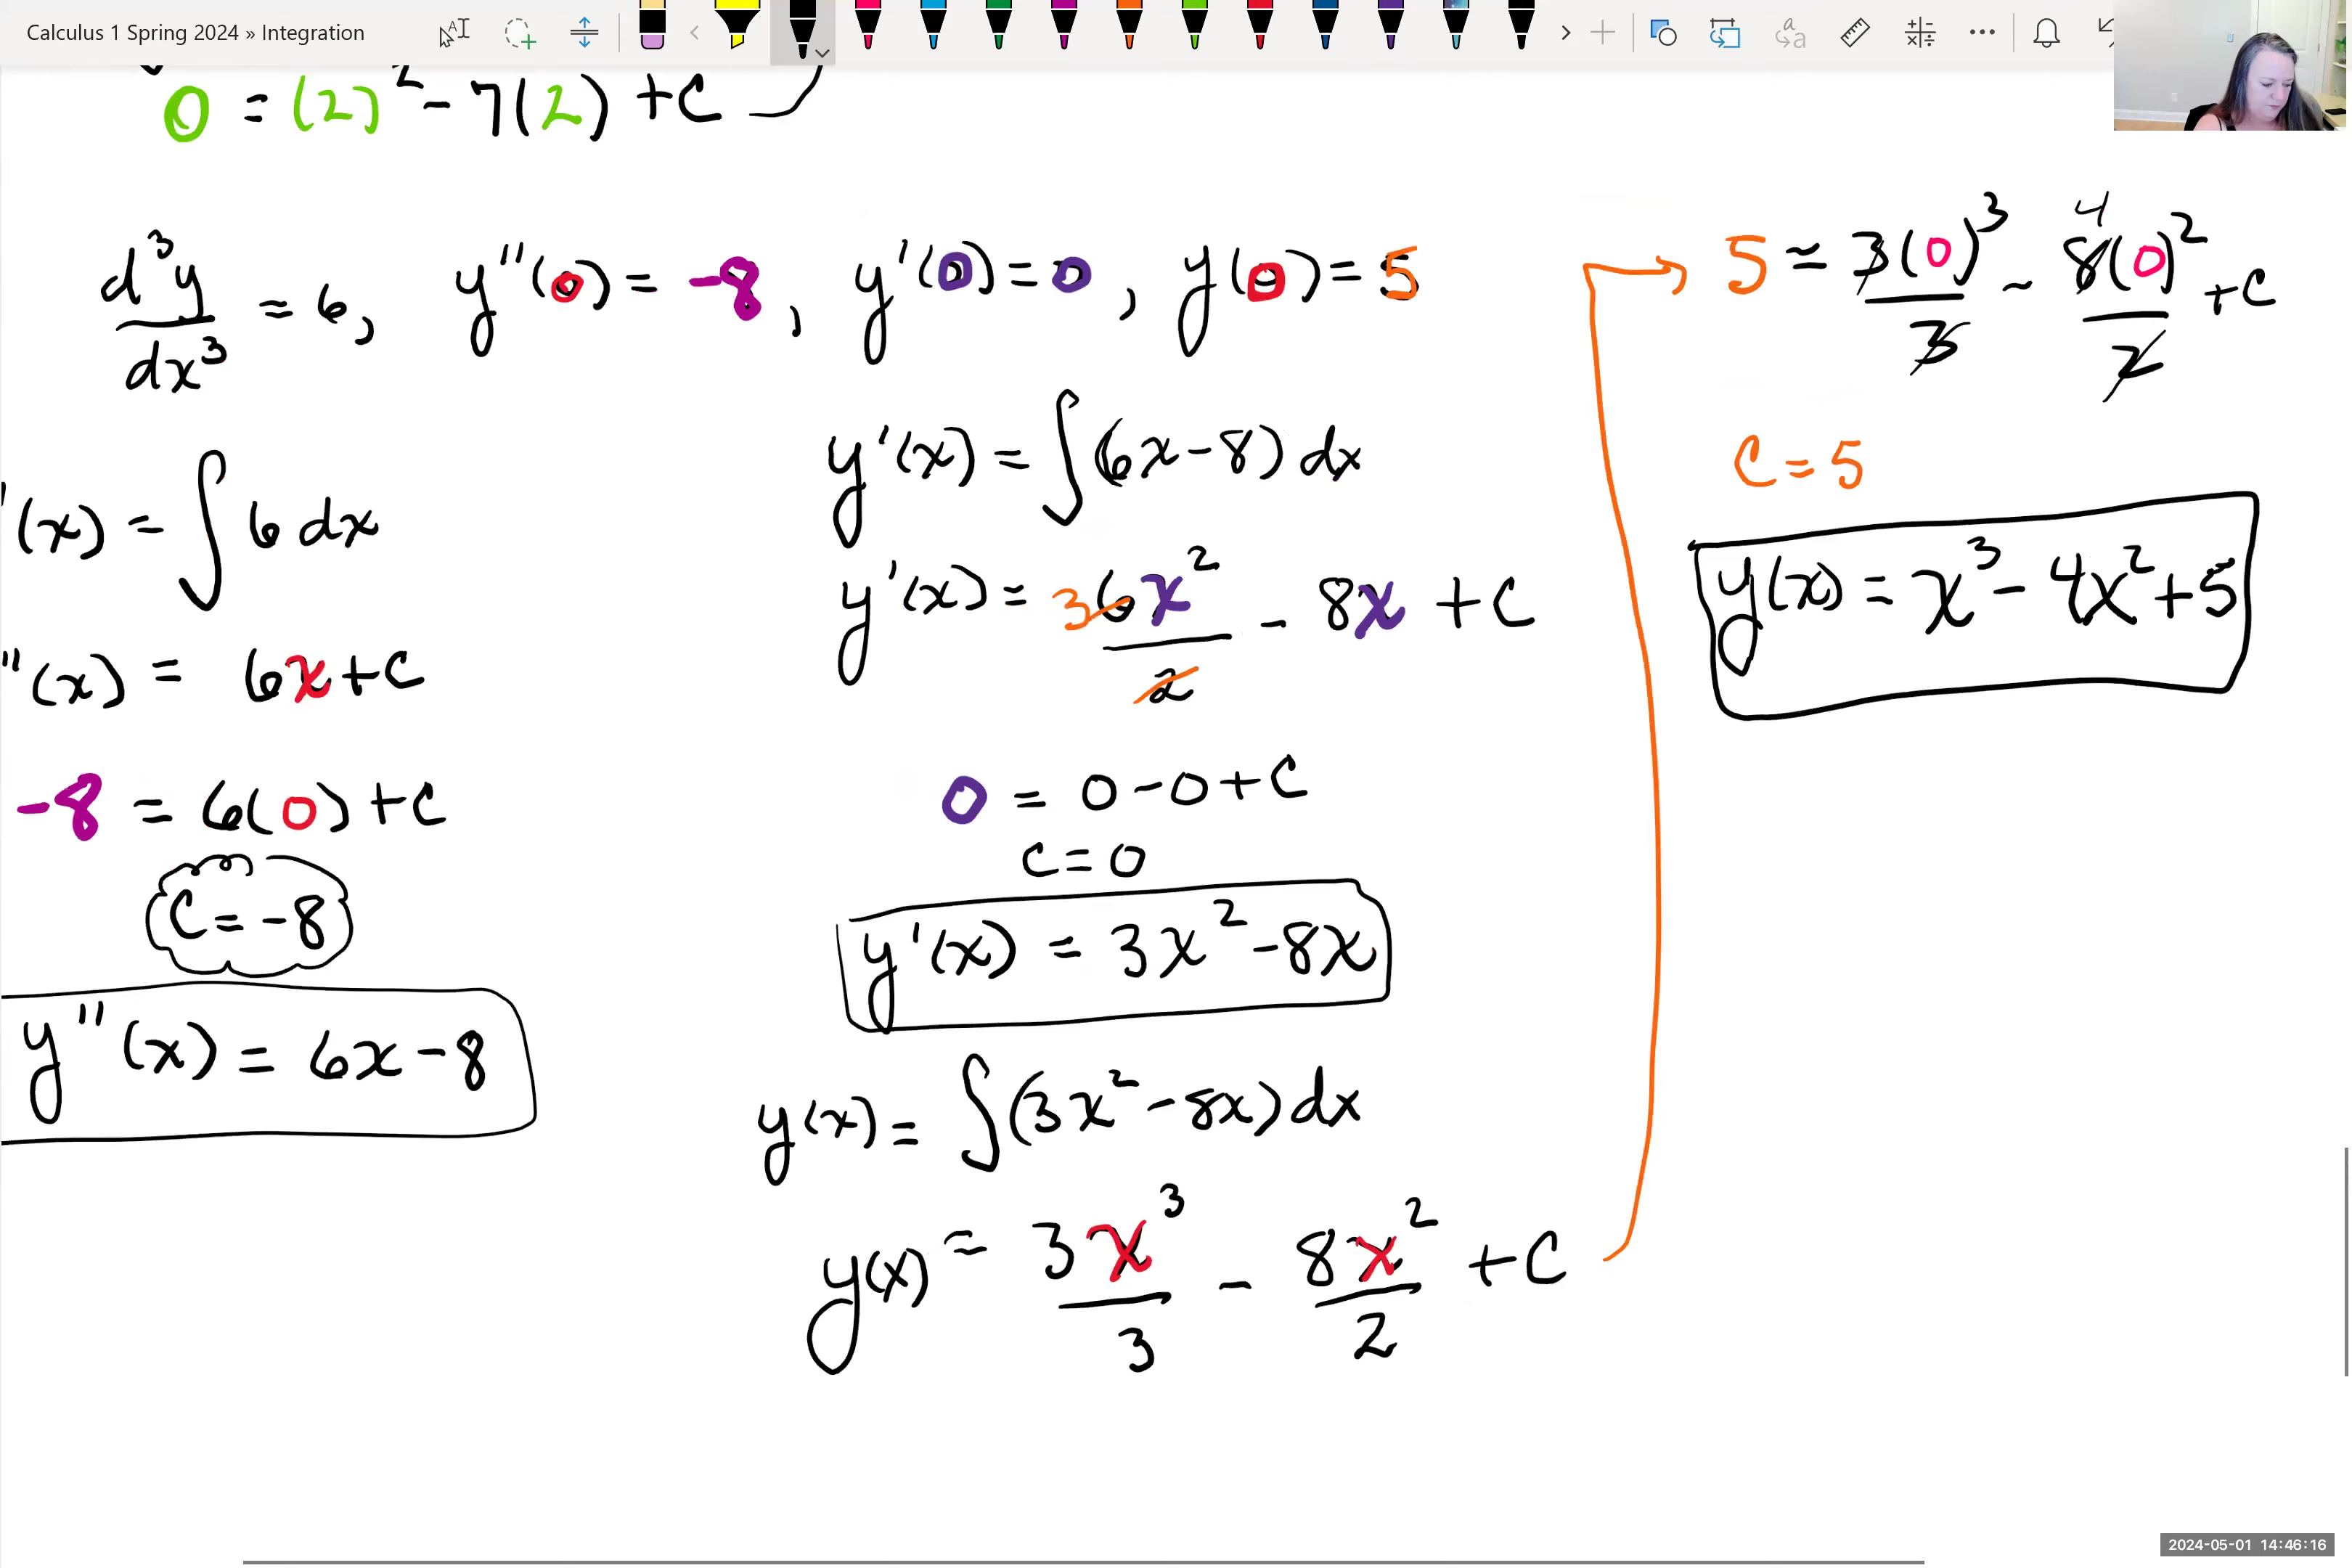 Calculus 1 Spring 2024 » Integration
0 = (2)² - 7(2) + C
d³y/dx³ = 6, y''(0) = -8, y'(0) = 0, y(0) = 5
'(x) = ∫ 6 dx
''(x) = 6x + C
-8 = 6(0) + C
C = -8
y''(x) = 6x - 8
y'(x) = ∫(6x - 8) dx
y'(x) = 3 6x²/2 - 8x + C
0 = 0 - 0 + C
C = 0
y'(x) = 3x² - 8x
y(x) = ∫(3x² - 8x) dx
y(x) = 3x³/3 - 8x²/2 + C
5 = 3(0)³/3 - 4 8(0)²/2 + C
C = 5
y(x) = x³ - 4x² + 5
2024-05-01 14:46:16